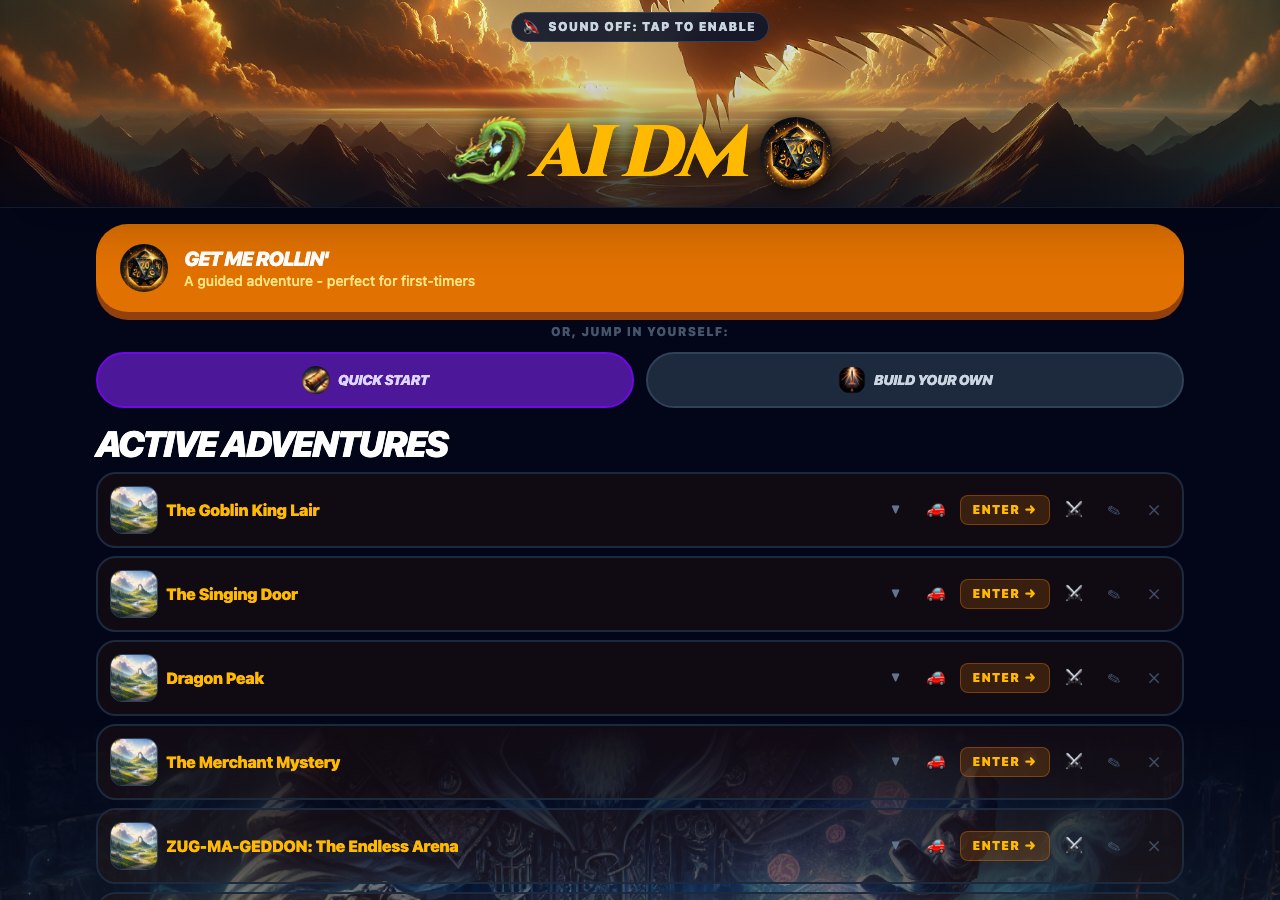 SOUND OFF: TAP TO ENABLE
AI DM
GET ME ROLLIN'
A guided adventure - perfect for first-timers
OR, JUMP IN YOURSELF:
QUICK START
BUILD YOUR OWN
ACTIVE ADVENTURES
The Goblin King Lair
ENTER →
The Singing Door
ENTER →
Dragon Peak
ENTER →
The Merchant Mystery
ENTER →
ZUG-MA-GEDDON: The Endless Arena
ENTER →